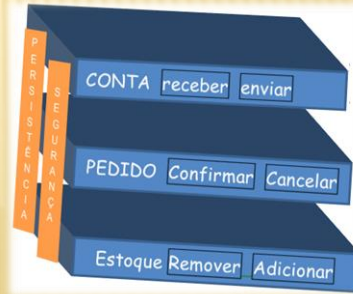 PERSISTÊNCIA
SEGURANÇA
CONTA receber enviar
PEDIDO Confirmar Cancelar
Estoque Remover Adicionar